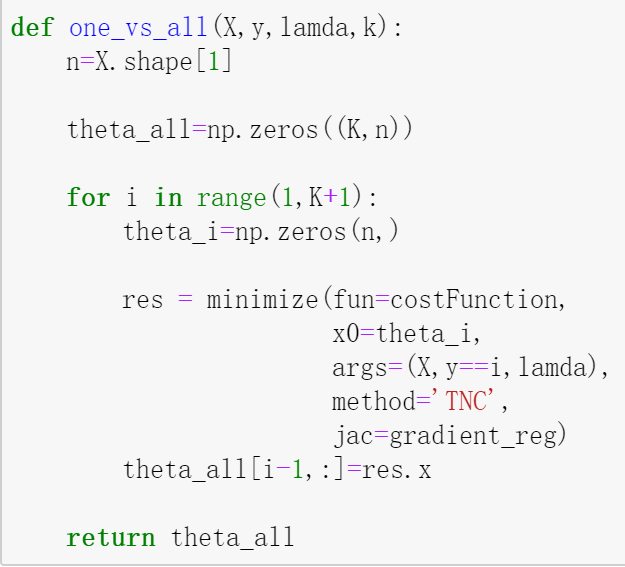 def one_vs_all(X,y,lamda,k):
    n=X.shape[1]
    theta_all=np.zeros((K,n))
    for i in range(1,K+1):
        theta_i=np.zeros(n,)
        res = minimize(fun=costFunction,
                       x0=theta_i,
                       args=(X,y==i,lamda),
                       method='TNC',
                       jac=gradient_reg)
        theta_all[i-1,:]=res.x
    return theta_all